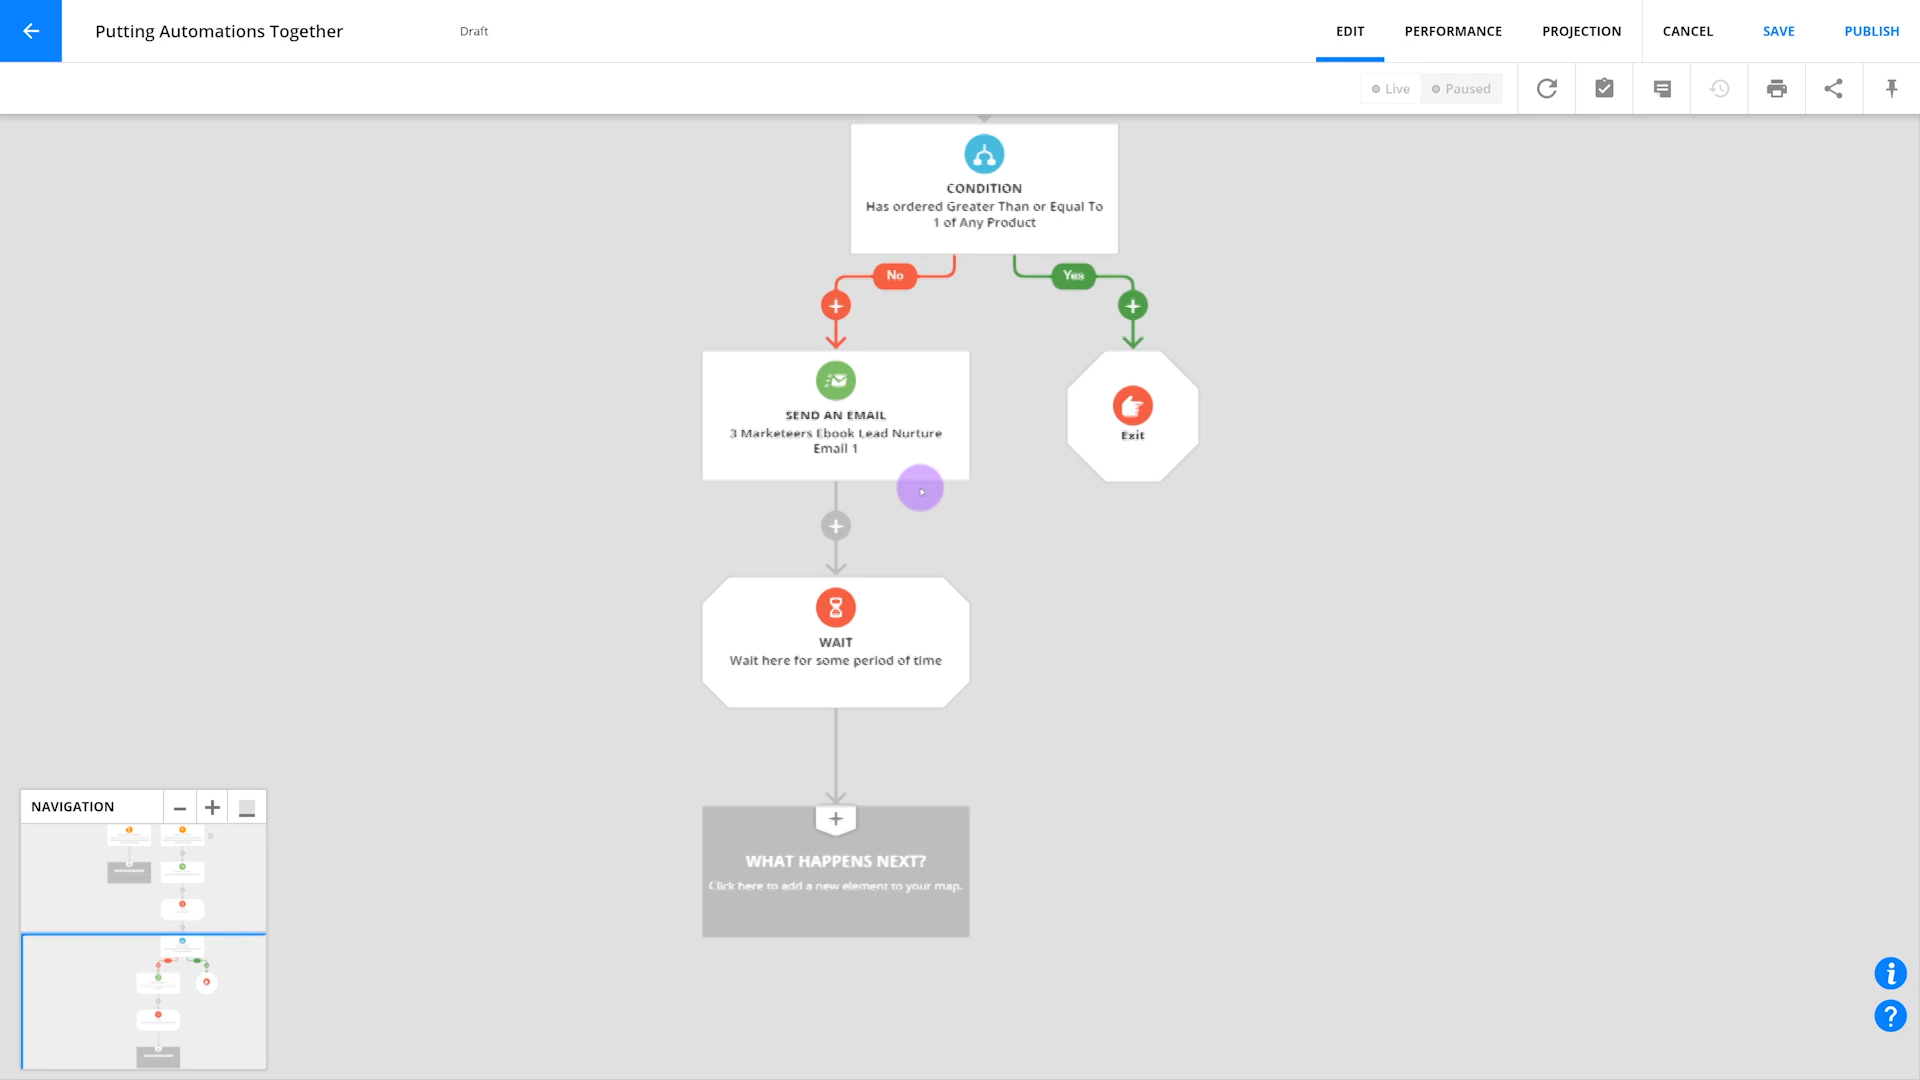 Putting Automations Together
Draft
EDIT
PERFORMANCE
PROJECTION
CANCEL
SAVE
PUBLISH
Live
Paused
CONDITION
Has ordered Greater Than or Equal To
1 of Any Product
No
Yes
SEND AN EMAIL
3 Marketeers Ebook Lead Nurture
Email 1
Exit
WAIT
Wait here for some period of time
WHAT HAPPENS NEXT?
Click here to add a new element to your map.
NAVIGATION